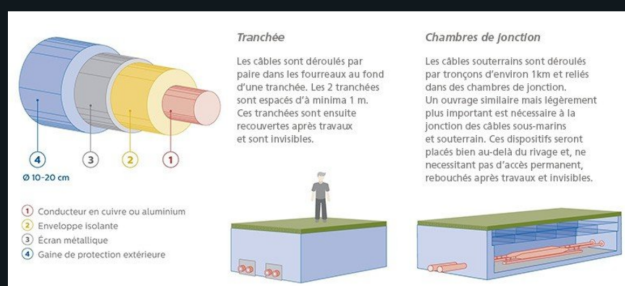 4
3
2
1
Ø 10-20 cm
1 Conducteur en cuivre ou aluminium
2 Enveloppe isolante
3 Écran métallique
4 Gaine de protection extérieure
Tranchée
Les câbles sont déroulés par
paire dans les fourreaux au fond
d'une tranchée. Les 2 tranchées
sont espacés d'à minima 1 m.
Ces tranchées sont ensuite
recouvertes après travaux
et sont invisibles.
Chambres de jonction
Les câbles souterrains sont déroulés
par tronçons d'environ 1km et reliés
dans des chambres de jonction.
Un ouvrage similaire mais légèrement
plus important est nécessaire à la
jonction des câbles sous-marins
et souterrain. Ces dispositifs seront
placés bien au-delà du rivage et, ne
necessitant pas d'accès permanent,
rebouchés après travaux et invisibles.